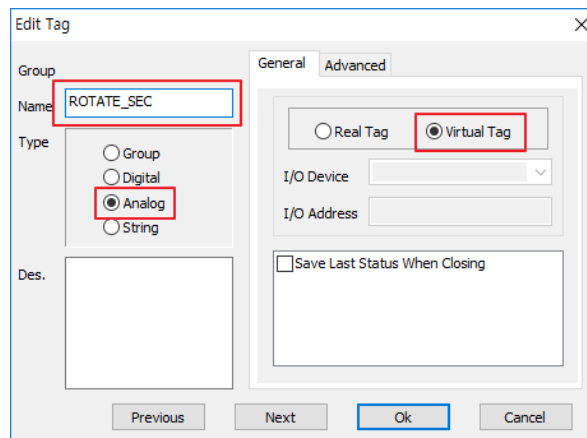 Edit Tag
Group
Name ROTATE_SEC
Type
Group
Digital
Analog
String
Des.
General Advanced
Real Tag Virtual Tag
I/O Device
I/O Address
Save Last Status When Closing
Previous Next Ok Cancel